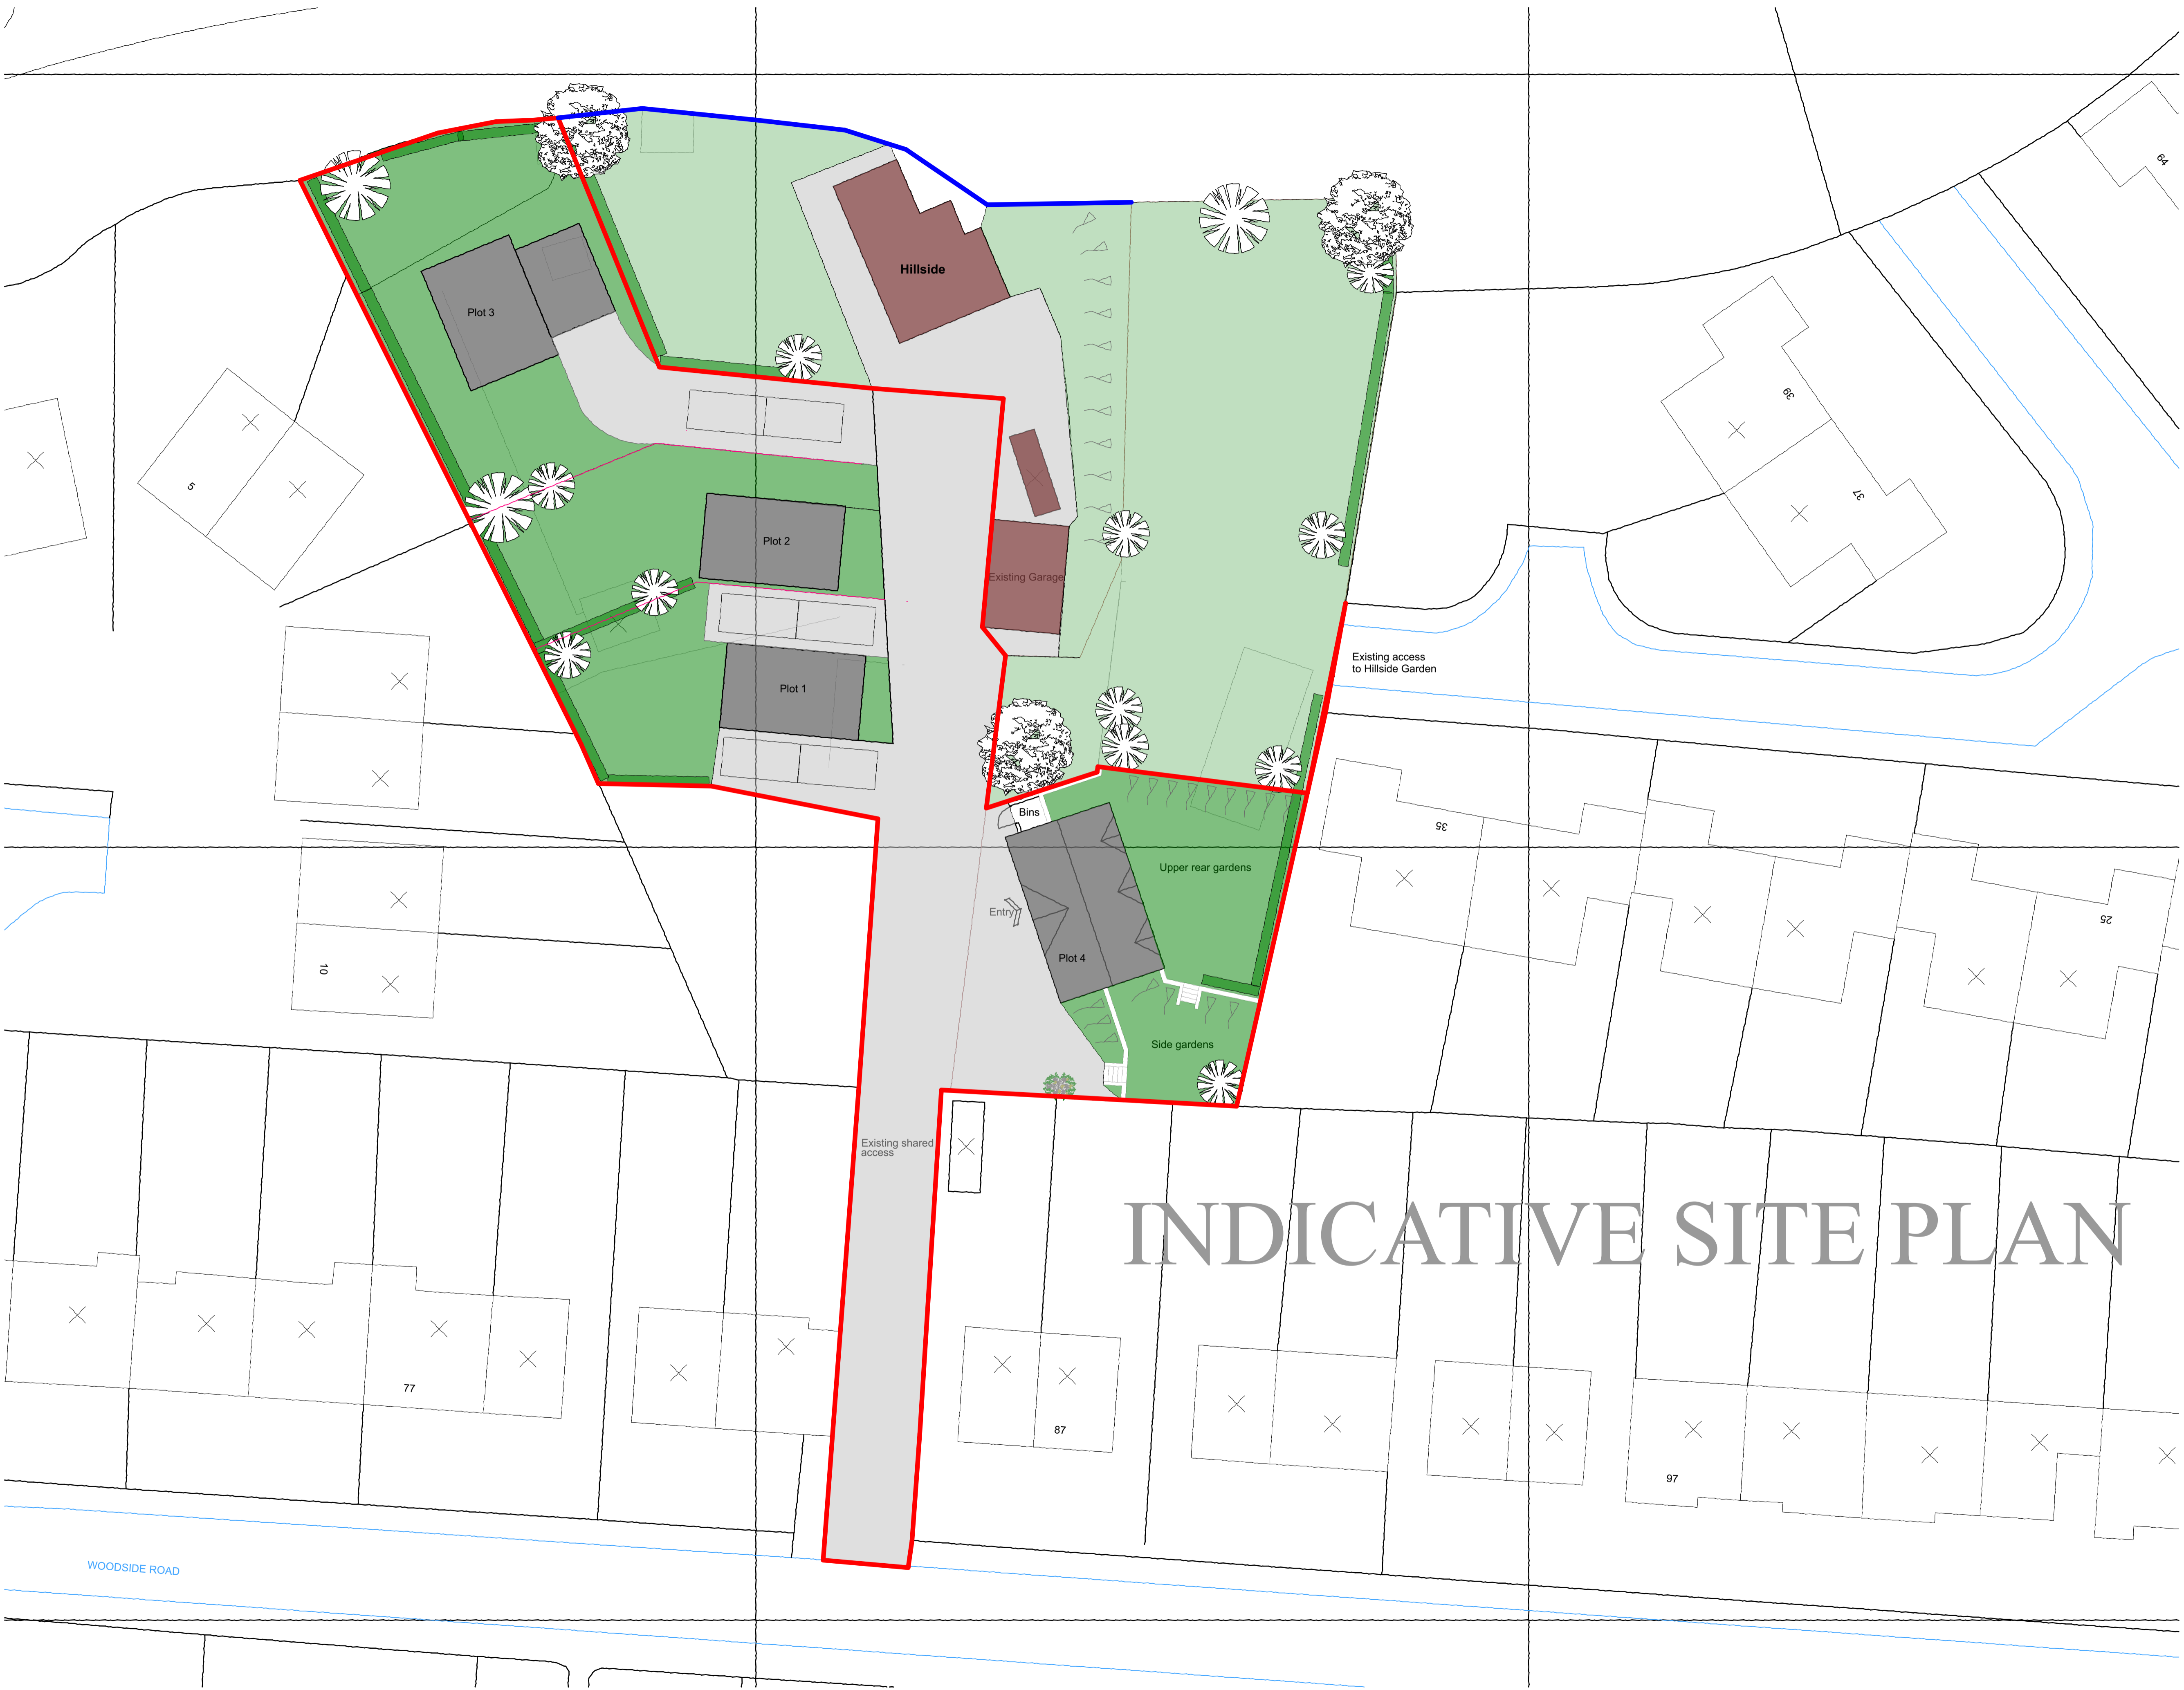 64
Hillside
Plot 3
39
5
37
Plot 2
Existing Garage
Existing access
to Hillside Garden
Plot 1
Bins
35
Upper rear gardens
Entry
25
Plot 4
10
Side gardens
Existing shared
access
INDICATIVE SITE PLAN
77
87
97
WOODSIDE ROAD